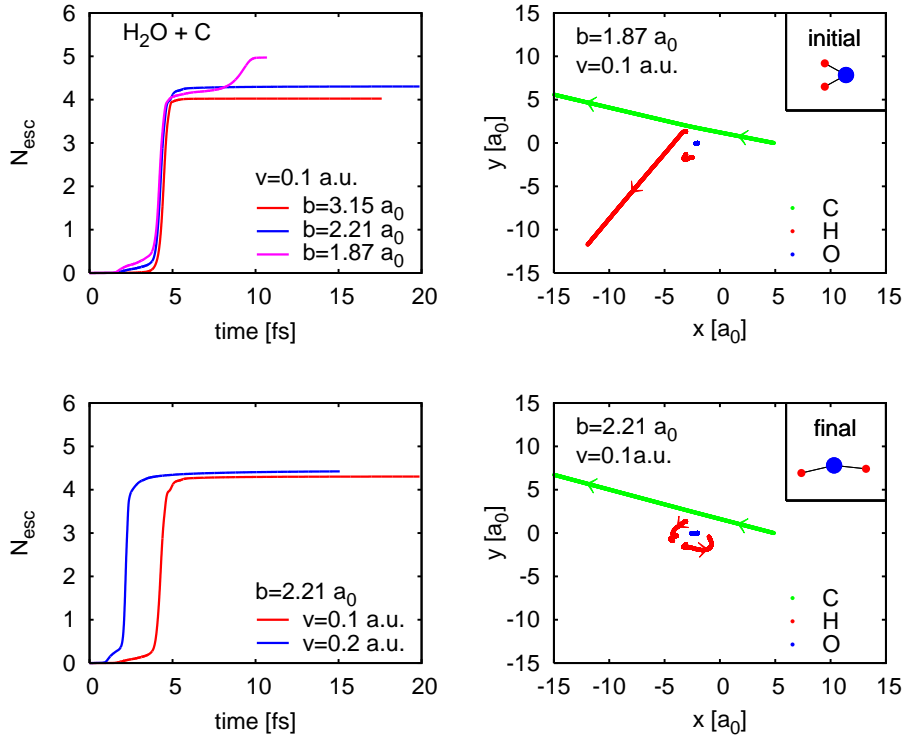 H2O + C
6
5
4
3
2
1
0
Nesc
v=0.1 a.u.
b=3.15 a0
b=2.21 a0
b=1.87 a0
0 5 10 15 20
time [fs]
b=1.87 a0
v=0.1 a.u.
initial
15
10
5
0
-5
-10
-15
y [a0]
C
H
O
-15 -10 -5 0 5 10 15
x [a0]
6
5
4
3
2
1
0
Nesc
b=2.21 a0
v=0.1 a.u.
v=0.2 a.u.
0 5 10 15 20
time [fs]
b=2.21 a0
v=0.1a.u.
final
15
10
5
0
-5
-10
-15
y [a0]
C
H
O
-15 -10 -5 0 5 10 15
x [a0]